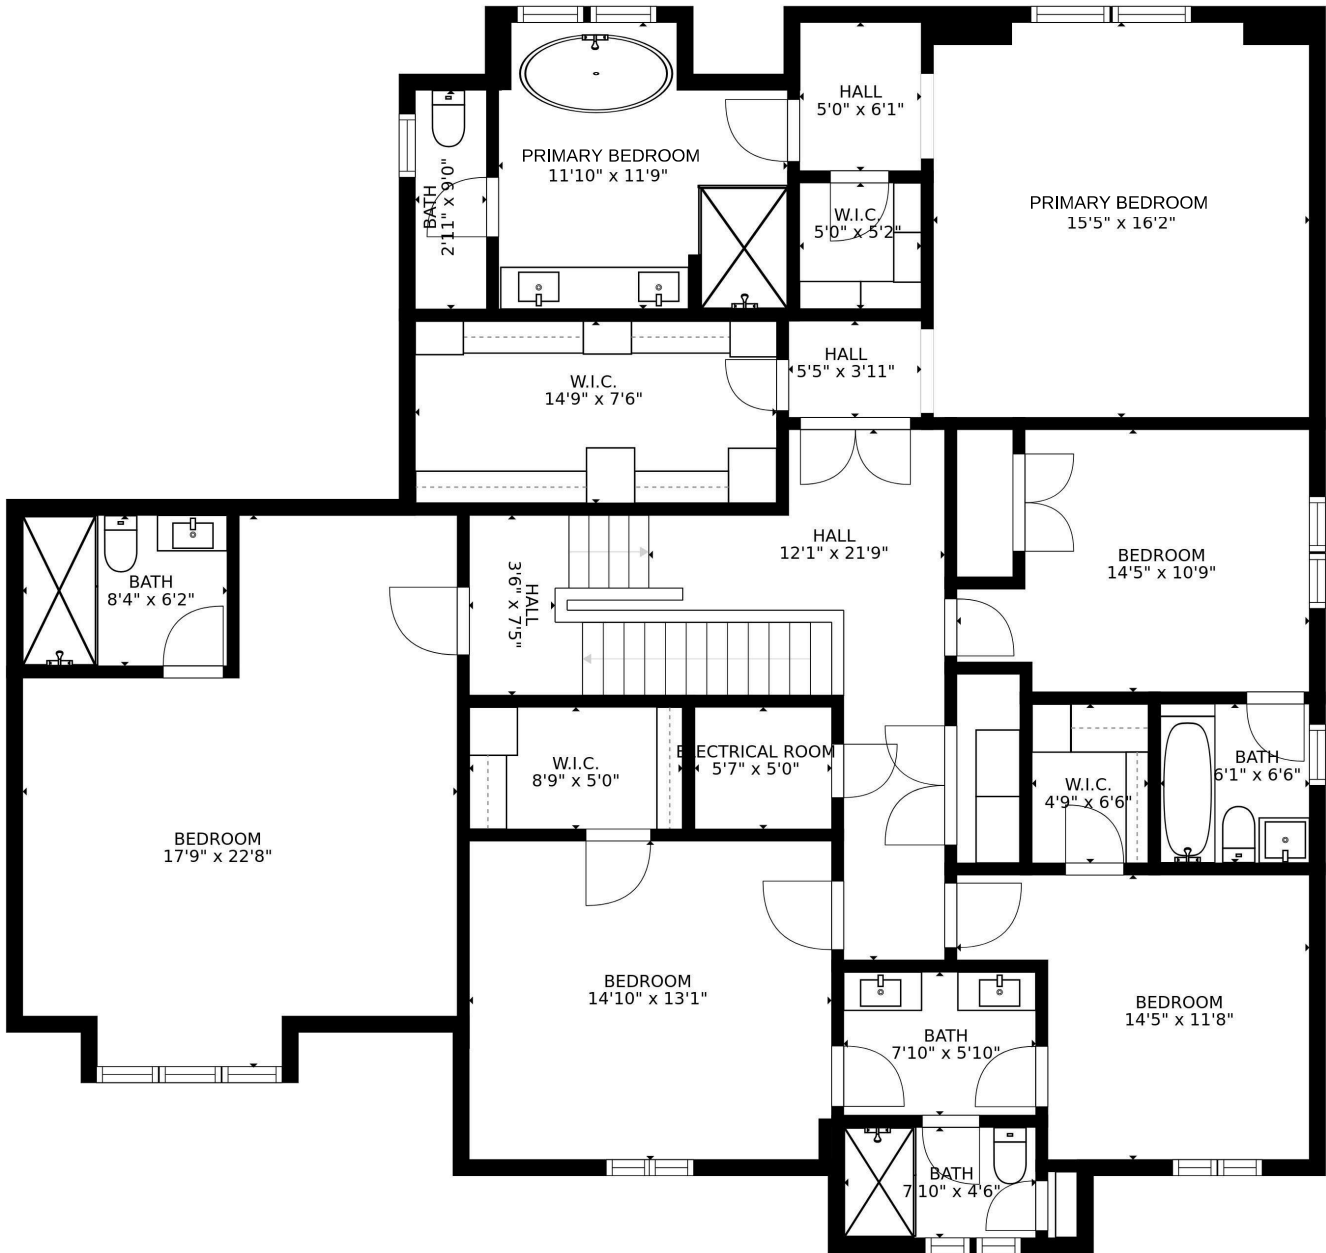 HALL
5'0" x 6'1"
PRIMARY BEDROOM
11'10" x 11'9"
BATH
2'11" x 9'0"
W.I.C.
5'0" x 5'2"
PRIMARY BEDROOM
15'5" x 16'2"
HALL
5'5" x 3'11"
W.I.C.
14'9" x 7'6"
HALL
12'1" x 21'9"
BEDROOM
14'5" x 10'9"
BATH
8'4" x 6'2"
HALL
3'6" x 7'5"
W.I.C.
8'9" x 5'0"
ELECTRICAL ROOM
5'7" x 5'0"
W.I.C.
4'9" x 6'6"
BATH
6'1" x 6'6"
BEDROOM
17'9" x 22'8"
BEDROOM
14'10" x 13'1"
BEDROOM
14'5" x 11'8"
BATH
7'10" x 5'10"
BATH
7'10" x 4'6"